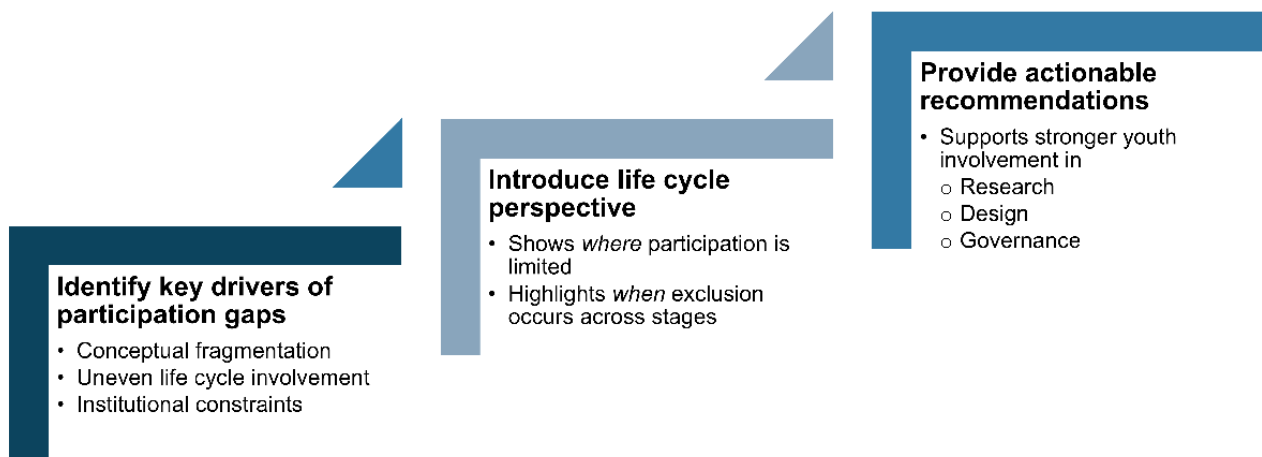 Identify key drivers of
participation gaps
• Conceptual fragmentation
• Uneven life cycle involvement
• Institutional constraints
Introduce life cycle
perspective
• Shows where participation is
limited
• Highlights when exclusion
occurs across stages
Provide actionable
recommendations
• Supports stronger youth
involvement in
o Research
o Design
o Governance